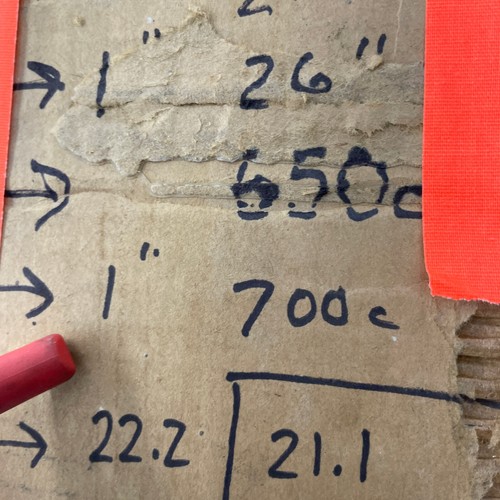 → 1" 26"
→ 650c
→ 1" 700c
→ 22.2 21.1